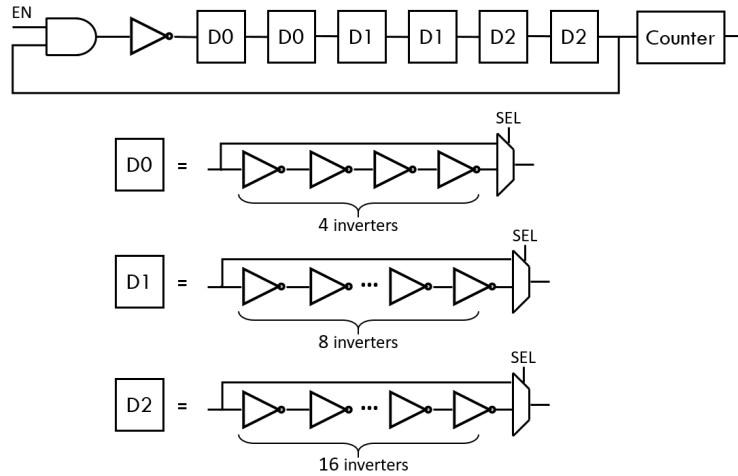 EN
D0 D0 D1 D1 D2 D2 Counter
SEL
D0 =
4 inverters
SEL
D1 = ...
8 inverters
SEL
D2 = ...
16 inverters